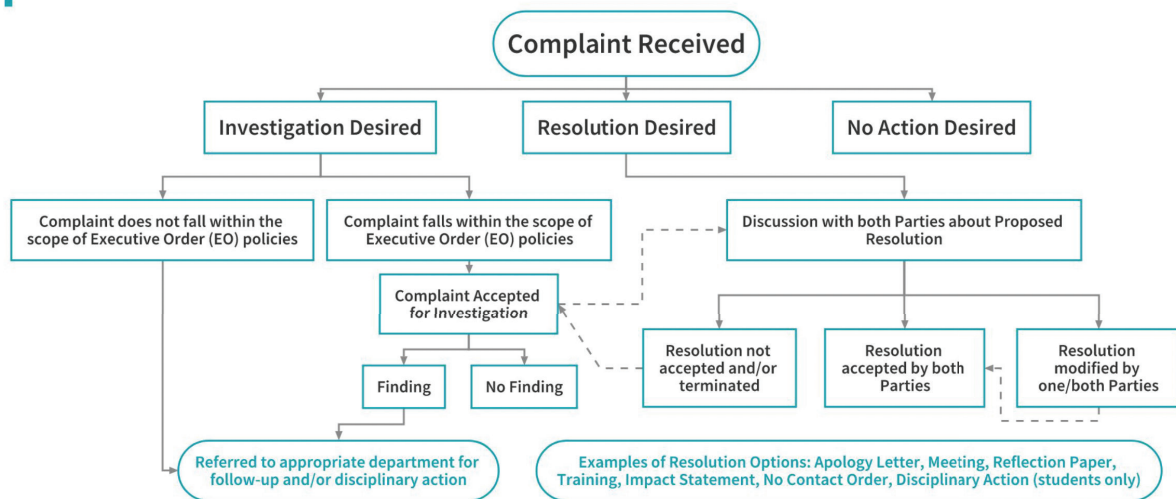 Complaint Received
Investigation Desired
Resolution Desired
No Action Desired
Complaint does not fall within the
scope of Executive Order (EO) policies
Complaint falls within the scope of
Executive Order (EO) policies
Discussion with both Parties about Proposed
Resolution
Complaint Accepted
for Investigation
Finding
No Finding
Resolution not
accepted and/or
terminated
Resolution
accepted by both
Parties
Resolution
modified by
one/both Parties
Referred to appropriate department for
follow-up and/or disciplinary action
Examples of Resolution Options: Apology Letter, Meeting, Reflection Paper,
Training, Impact Statement, No Contact Order, Disciplinary Action (students only)